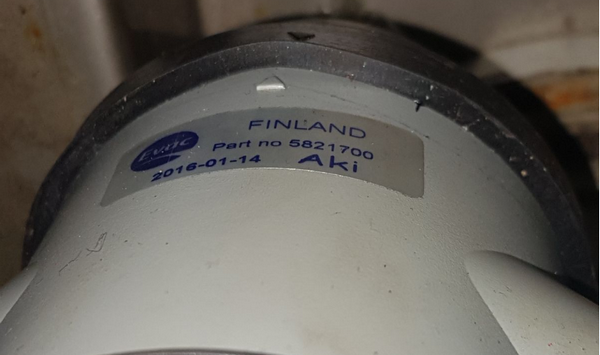 FINLAND
Evac Part no 5821700
2016-01-14 Aki